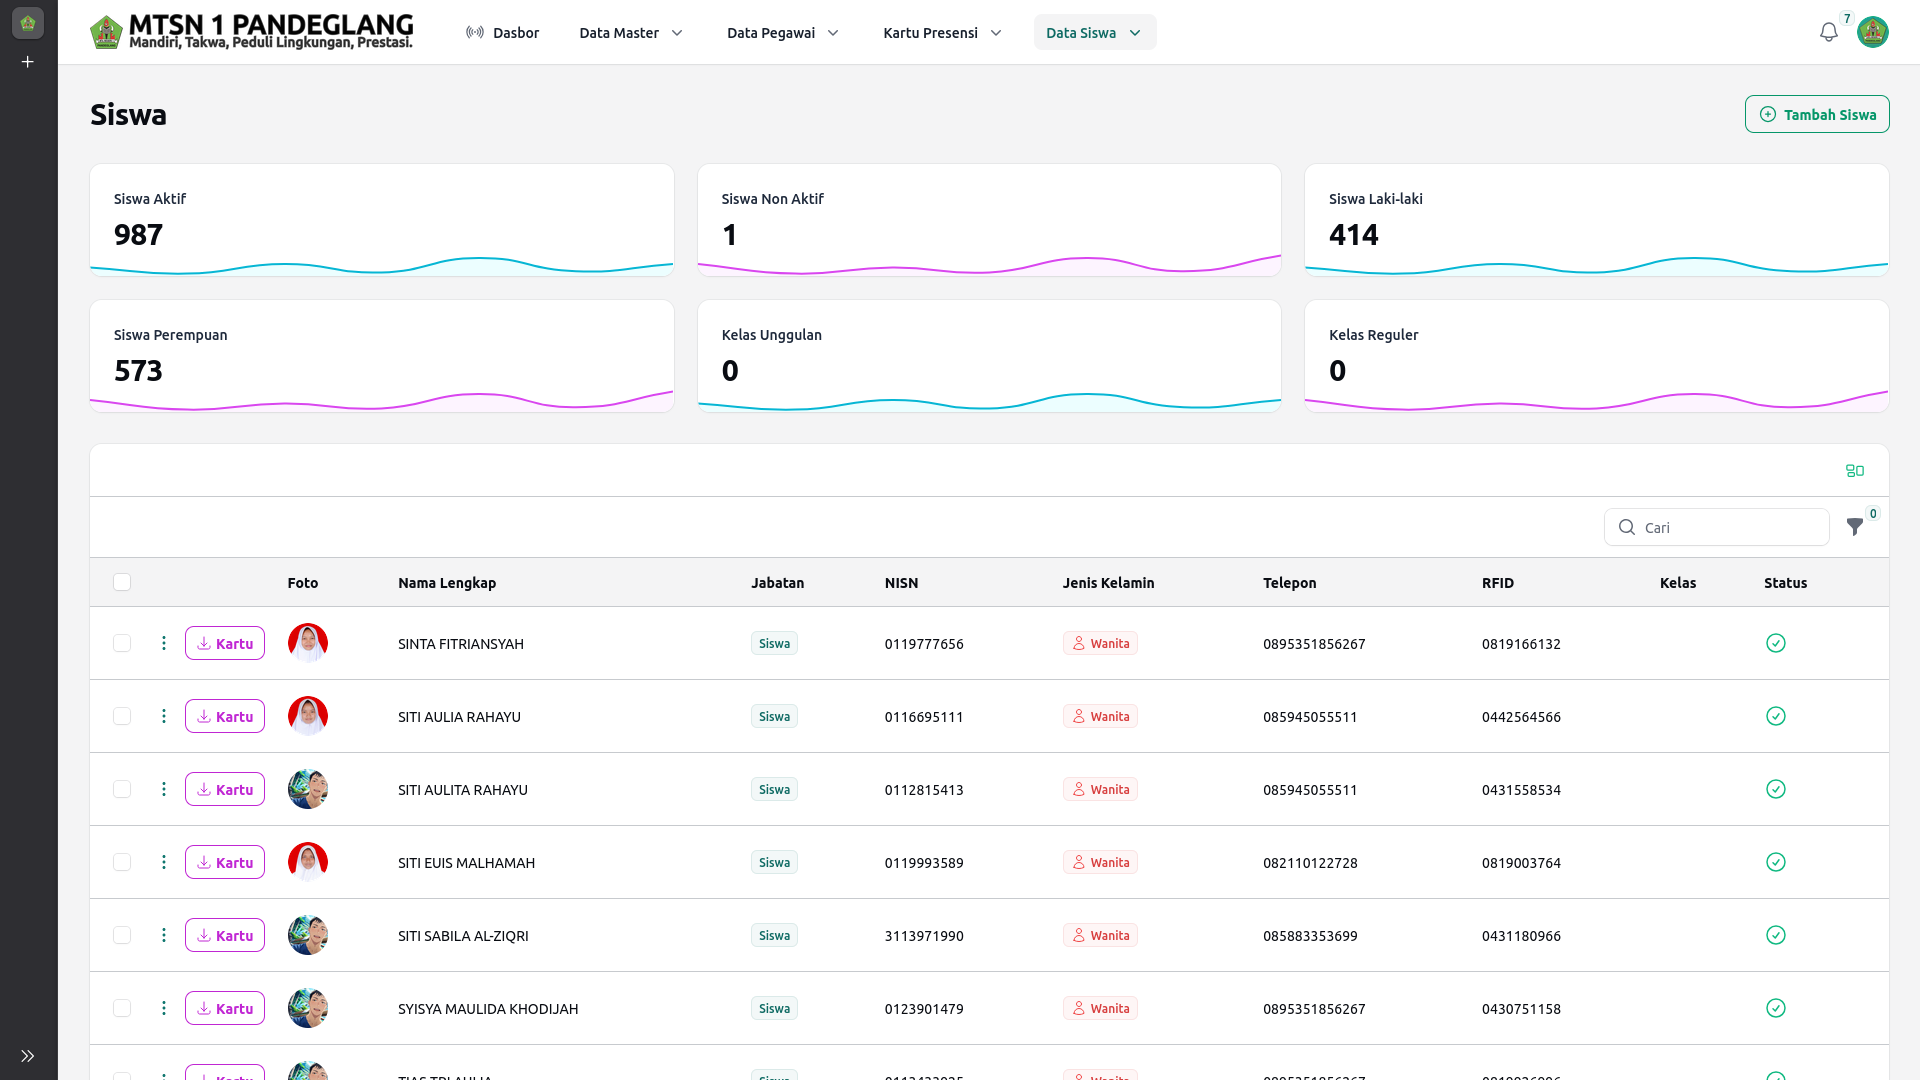 MTSN 1 PANDEGLANG
Mandiri, Takwa, Peduli Lingkungan, Prestasi.
Dasbor
Data Master
Data Pegawai
Kartu Presensi
Data Siswa
7
Siswa
Tambah Siswa
Siswa Aktif
987
Siswa Non Aktif
1
Siswa Laki-laki
414
Siswa Perempuan
573
Kelas Unggulan
0
Kelas Reguler
0
Cari
0
Foto Nama Lengkap Jabatan NISN Jenis Kelamin Telepon RFID Kelas Status
Kartu SINTA FITRIANSYAH Siswa 0119777656 Wanita 0895351856267 0819166132
Kartu SITI AULIA RAHAYU Siswa 0116695111 Wanita 085945055511 0442564566
Kartu SITI AULITA RAHAYU Siswa 0112815413 Wanita 085945055511 0431558534
Kartu SITI EUIS MALHAMAH Siswa 0119993589 Wanita 082110122728 0819003764
Kartu SITI SABILA AL-ZIQRI Siswa 3113971990 Wanita 085883353699 0431180966
Kartu SYISYA MAULIDA KHODIJAH Siswa 0123901479 Wanita 0895351856267 0430751158
Kartu Siswa Wanita